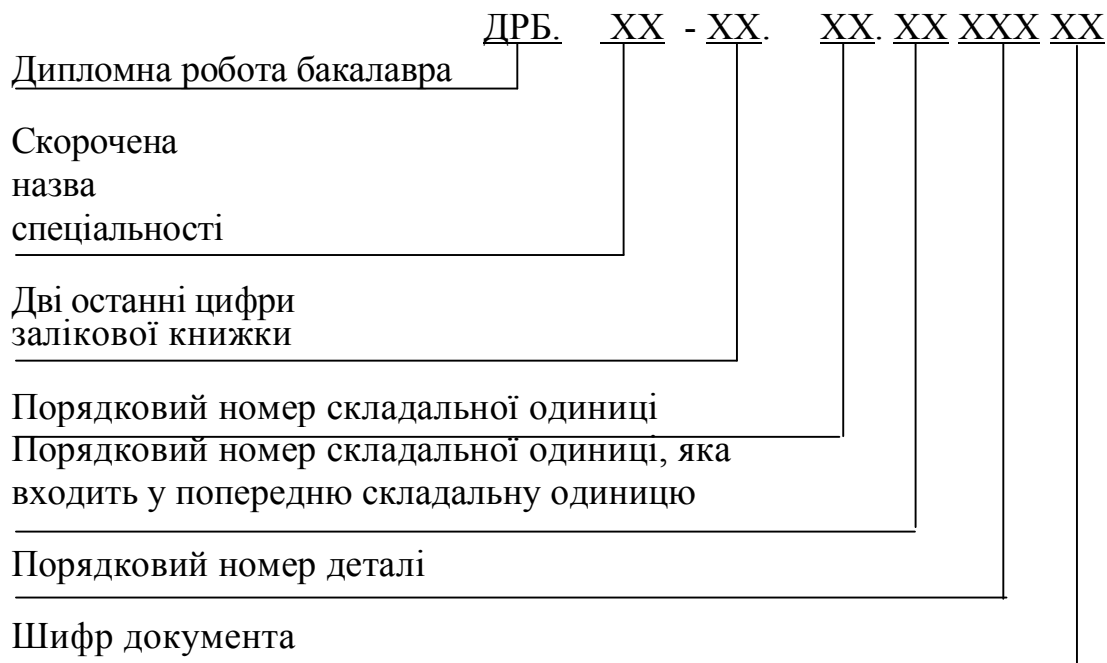 ДРБ. XX - XX. XX. XX XXX XX
Дипломна робота бакалавра
Скорочена
назва
спеціальності
Дві останні цифри
залікової книжки
Порядковий номер складальної одиниці
Порядковий номер складальної одиниці, яка
входить у попередню складальну одиницю
Порядковий номер деталі
Шифр документа